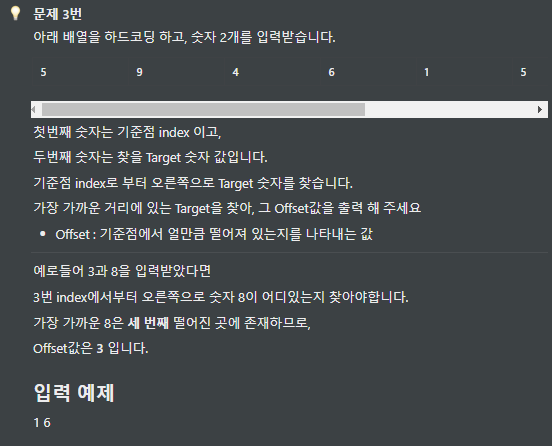 문제 3번
아래 배열을 하드코딩 하고, 숫자 2개를 입력받습니다.
5 9 4 6 1 5
첫번째 숫자는 기준점 index 이고,
두번째 숫자는 찾을 Target 숫자 값입니다.
기준점 index로 부터 오른쪽으로 Target 숫자를 찾습니다.
가장 가까운 거리에 있는 Target을 찾아, 그 Offset값을 출력 해 주세요
• Offset : 기준점에서 얼만큼 떨어져 있는지를 나타내는 값
예로들어 3과 8을 입력받았다면
3번 index에서부터 오른쪽으로 숫자 8이 어디있는지 찾아야합니다.
가장 가까운 8은 세 번째 떨어진 곳에 존재하므로,
Offset값은 3 입니다.
입력 예제
1 6